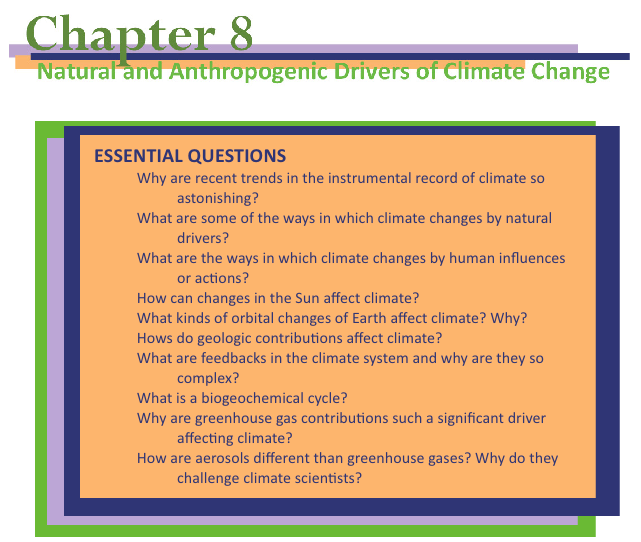 Chapter 8
Natural and Anthropogenic Drivers of Climate Change
ESSENTIAL QUESTIONS
Why are recent trends in the instrumental record of climate so
astonishing?
What are some of the ways in which climate changes by natural
drivers?
What are the ways in which climate changes by human influences
or actions?
How can changes in the Sun affect climate?
What kinds of orbital changes of Earth affect climate? Why?
Hows do geologic contributions affect climate?
What are feedbacks in the climate system and why are they so
complex?
What is a biogeochemical cycle?
Why are greenhouse gas contributions such a significant driver
affecting climate?
How are aerosols different than greenhouse gases? Why do they
challenge climate scientists?